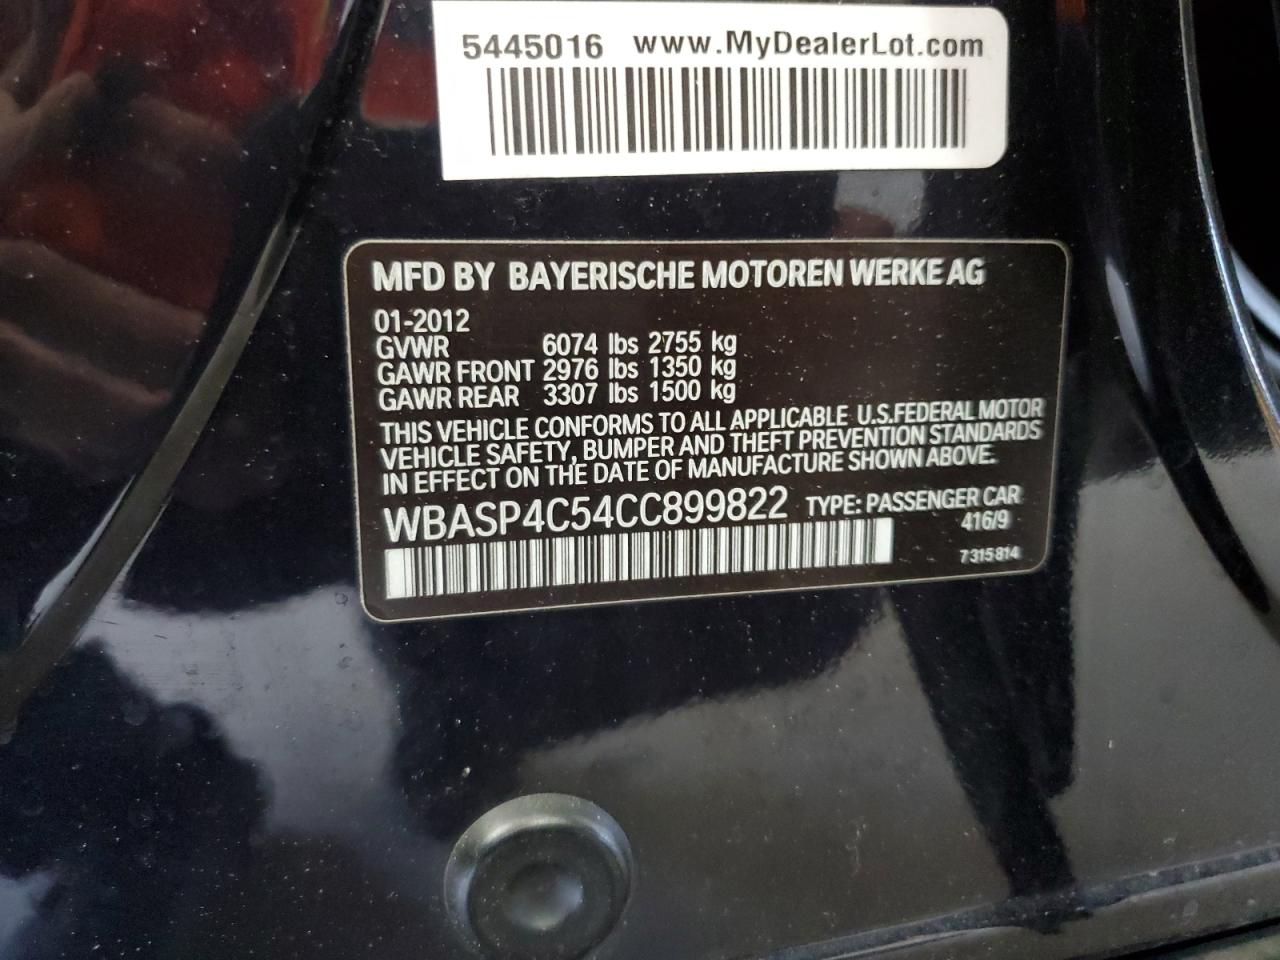 5445016 www.MyDealerLot.com
MFD BY BAYERISCHE MOTOREN WERKE AG
01-2012
GVWR 6074 lbs 2755 kg
GAWR FRONT 2976 lbs 1350 kg
GAWR REAR 3307 lbs 1500 kg
THIS VEHICLE CONFORMS TO ALL APPLICABLE U.S.FEDERAL MOTOR
VEHICLE SAFETY, BUMPER AND THEFT PREVENTION STANDARDS
IN EFFECT ON THE DATE OF MANUFACTURE SHOWN ABOVE.
WBASP4C54CC899822 TYPE: PASSENGER CAR
416/9
7315814